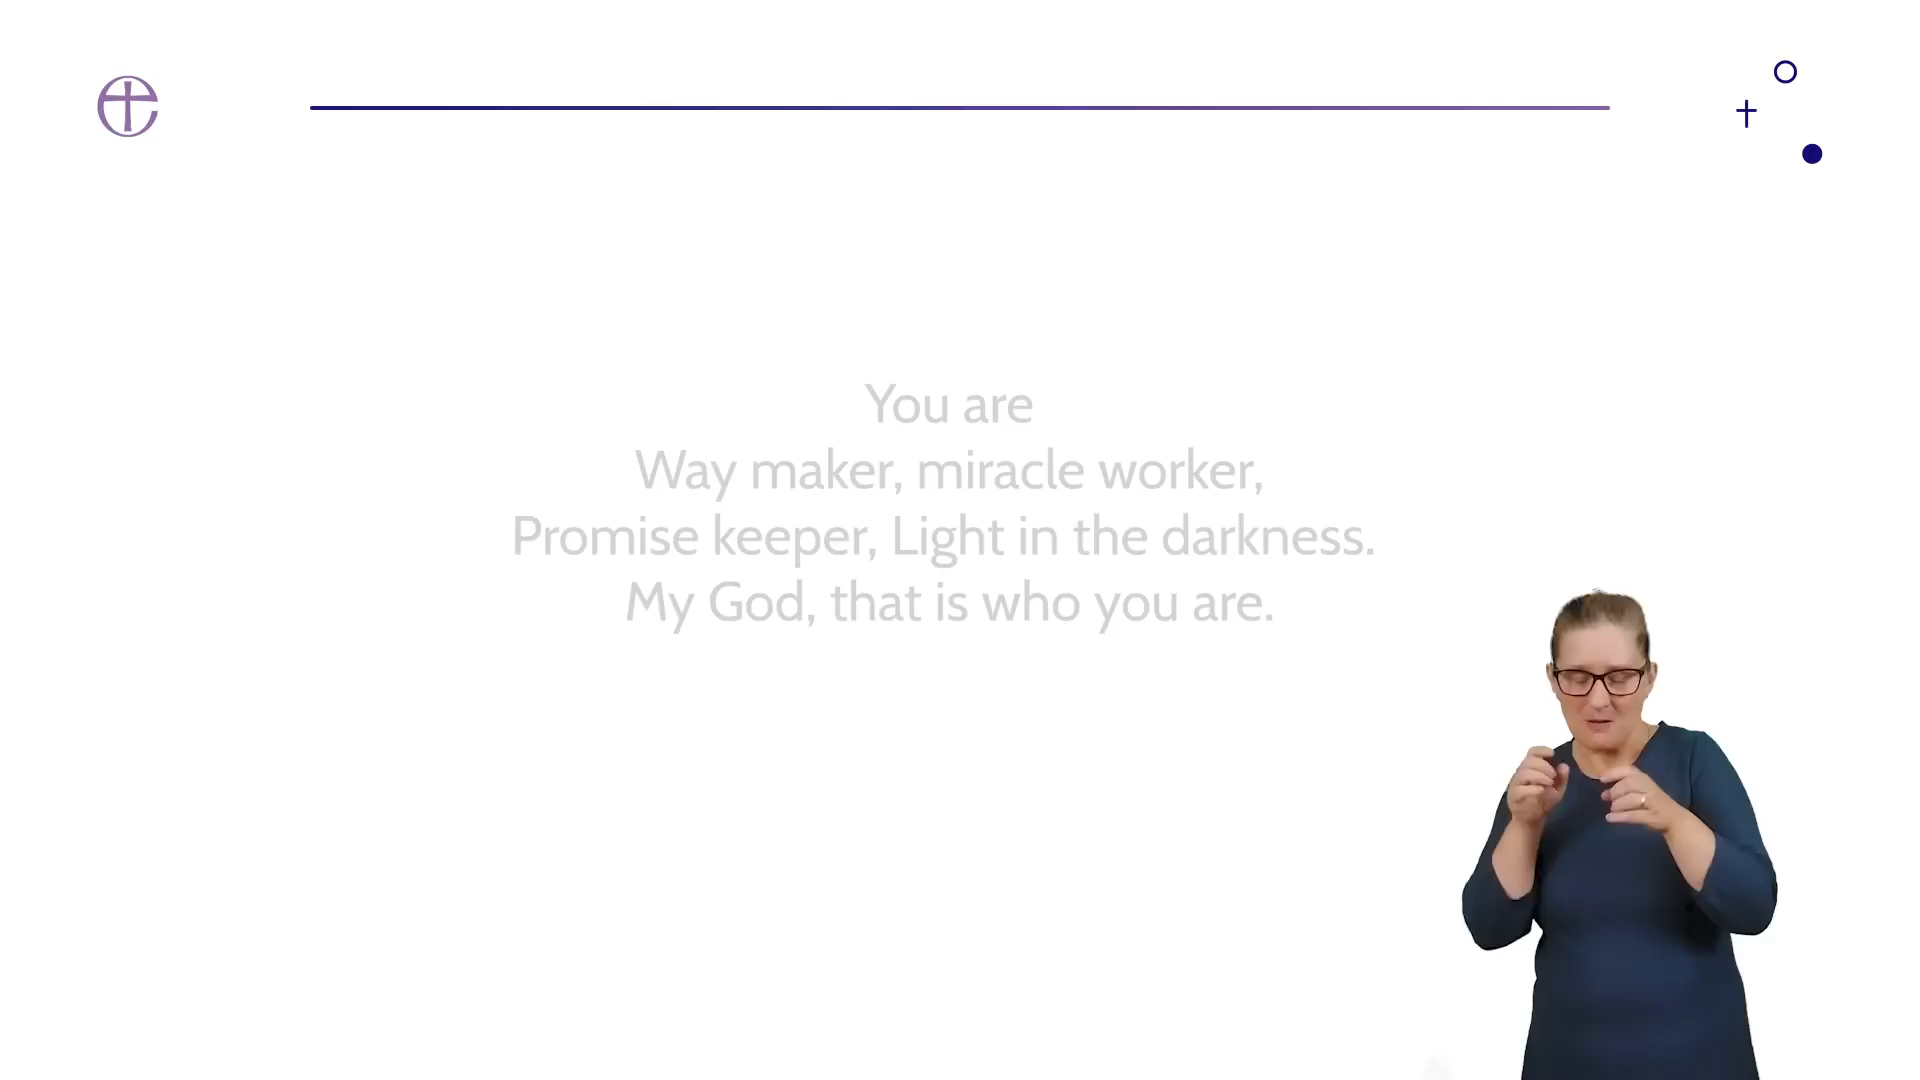 You are
Way maker, miracle worker,
Promise keeper, Light in the darkness.
My God, that is who you are.